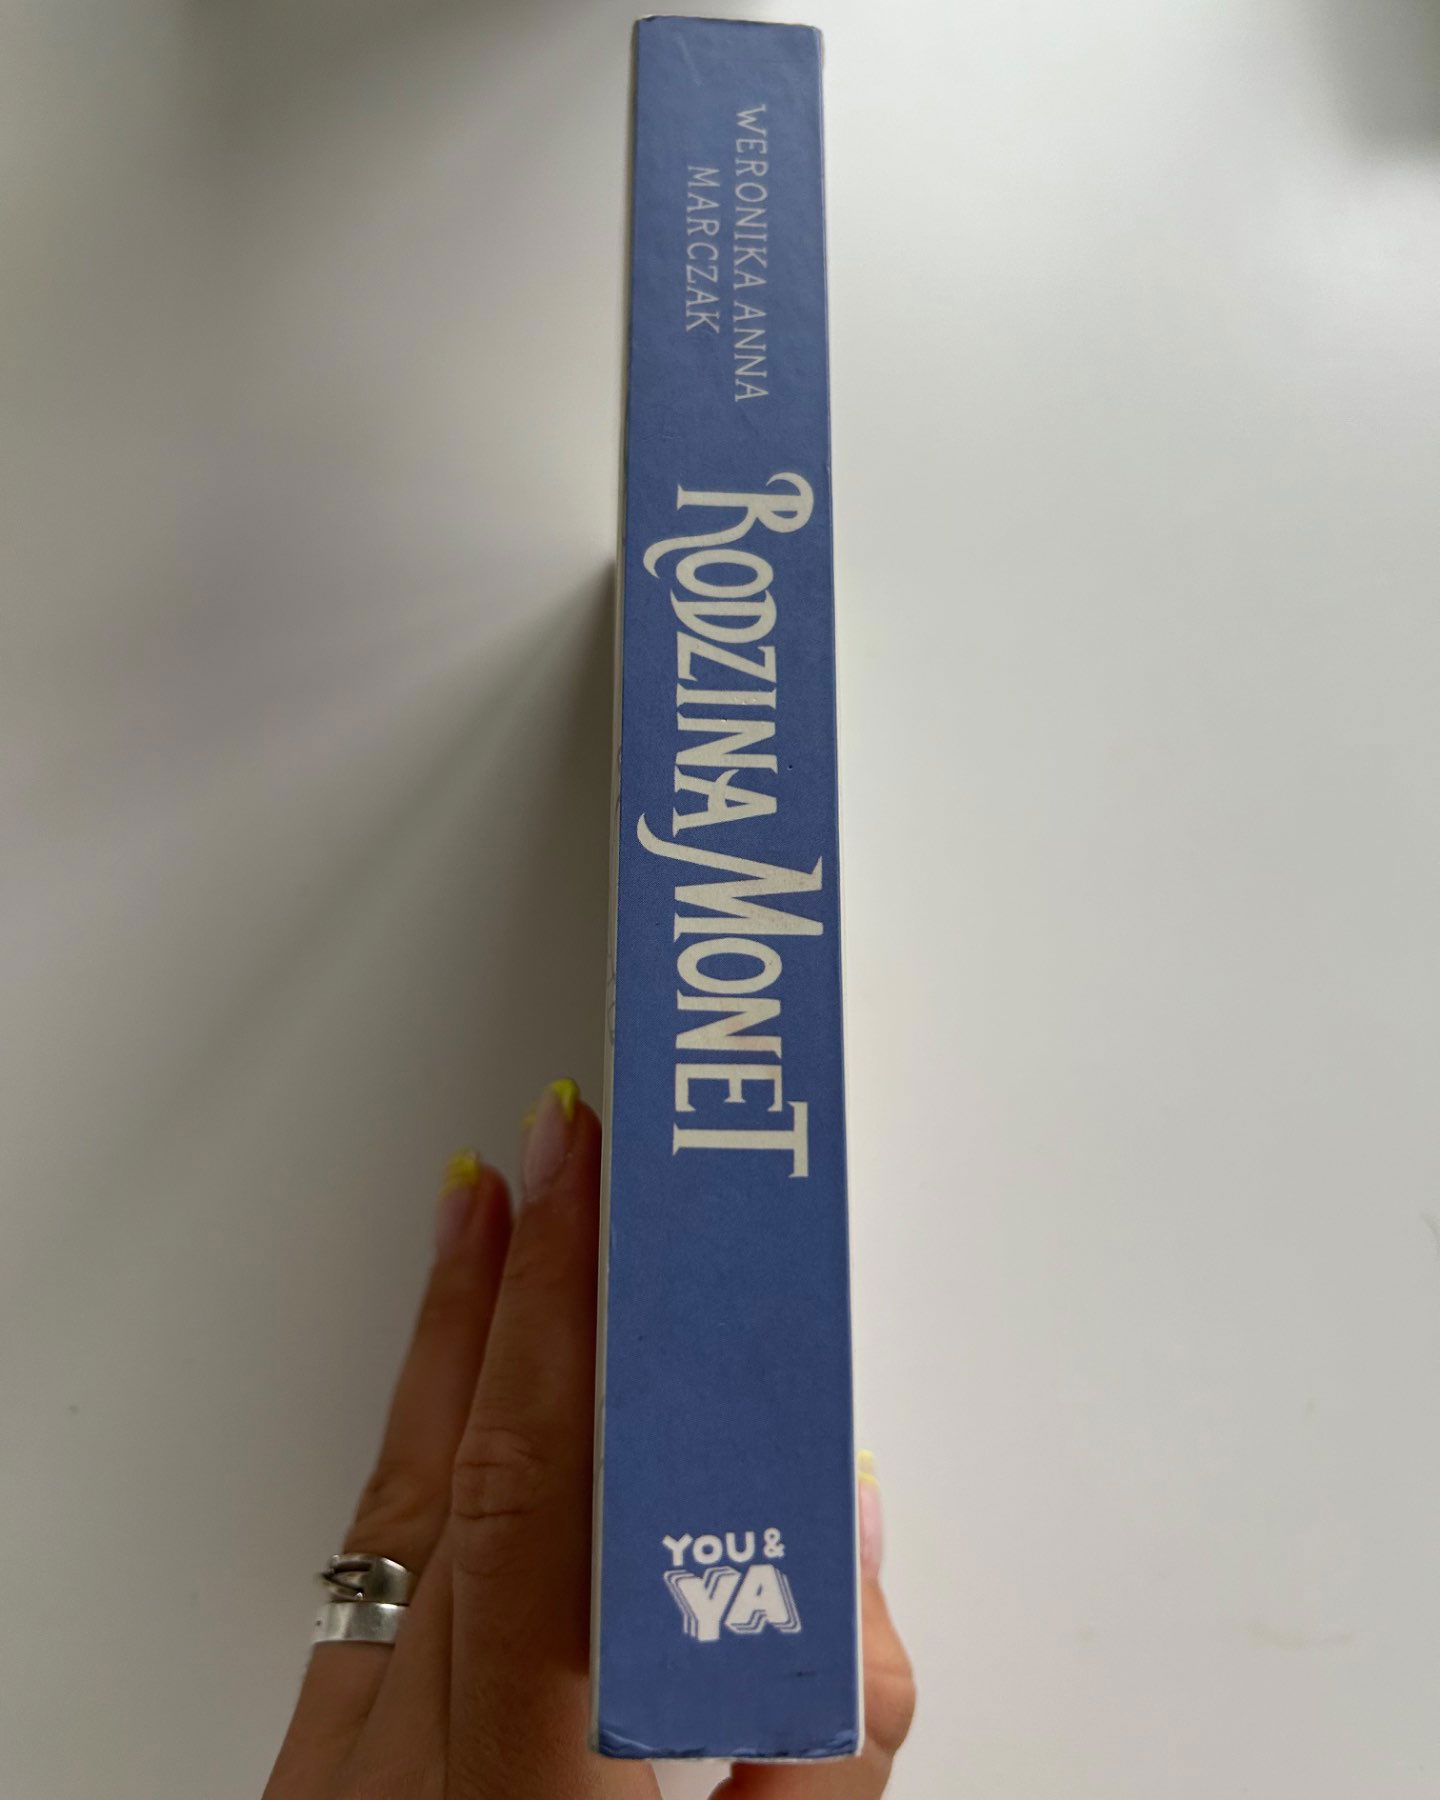 WERONIKA ANNA
MARCZAK
RODZINA MONET
YOU &
YA